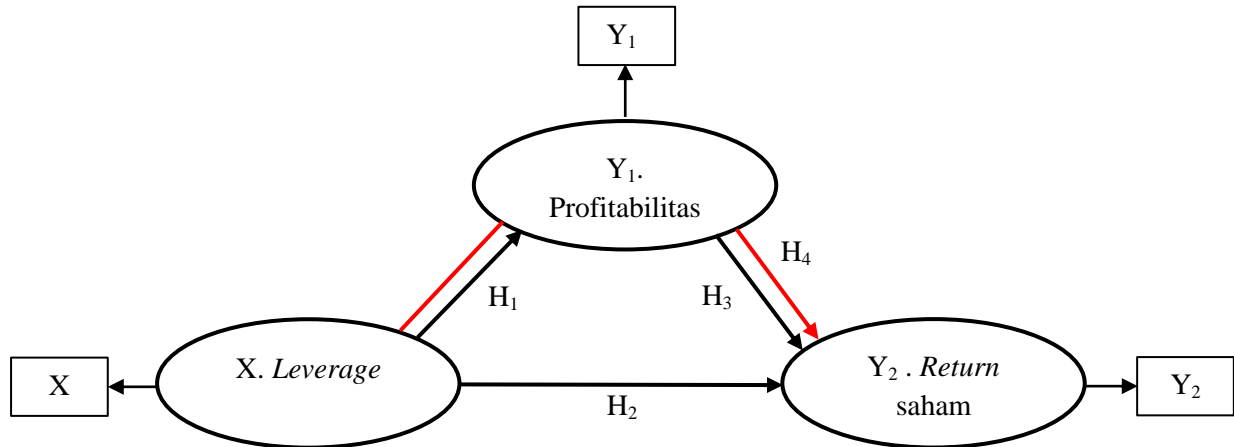 Y₁
Y₁.
Profitabilitas
H₄
H₃
H₁
X. Leverage
X
Y₂ . Return
saham
Y₂
H₂